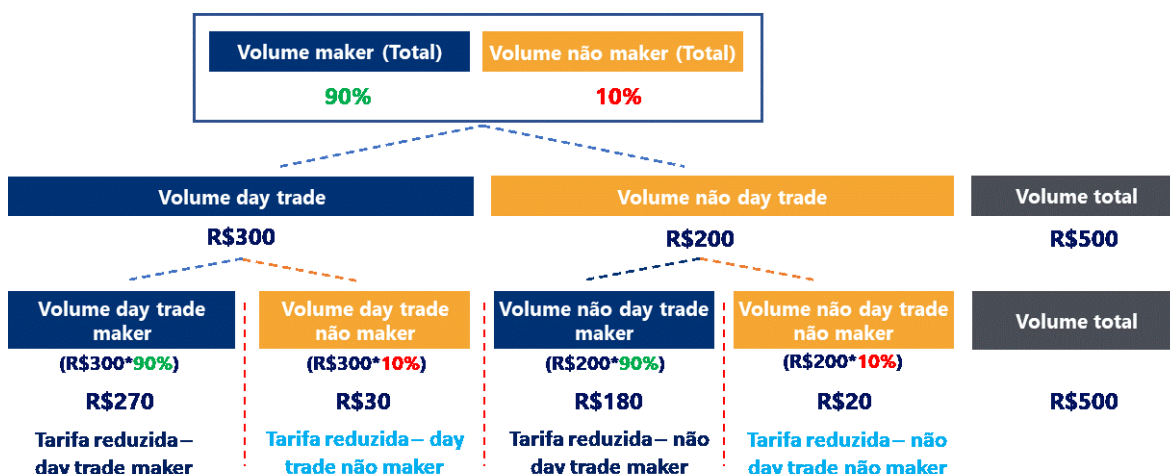 Volume maker (Total) Volume não maker (Total)
90% 10%
Volume day trade Volume não day trade Volume total
R$300 R$200 R$500
Volume day trade maker Volume day trade não maker Volume não day trade maker Volume não day trade não maker Volume total
(R$300*90%) (R$300*10%) (R$200*90%) (R$200*10%)
R$270 R$30 R$180 R$20 R$500
Tarifa reduzida– day trade maker Tarifa reduzida– day trade não maker Tarifa reduzida– não day trade maker Tarifa reduzida– não day trade não maker